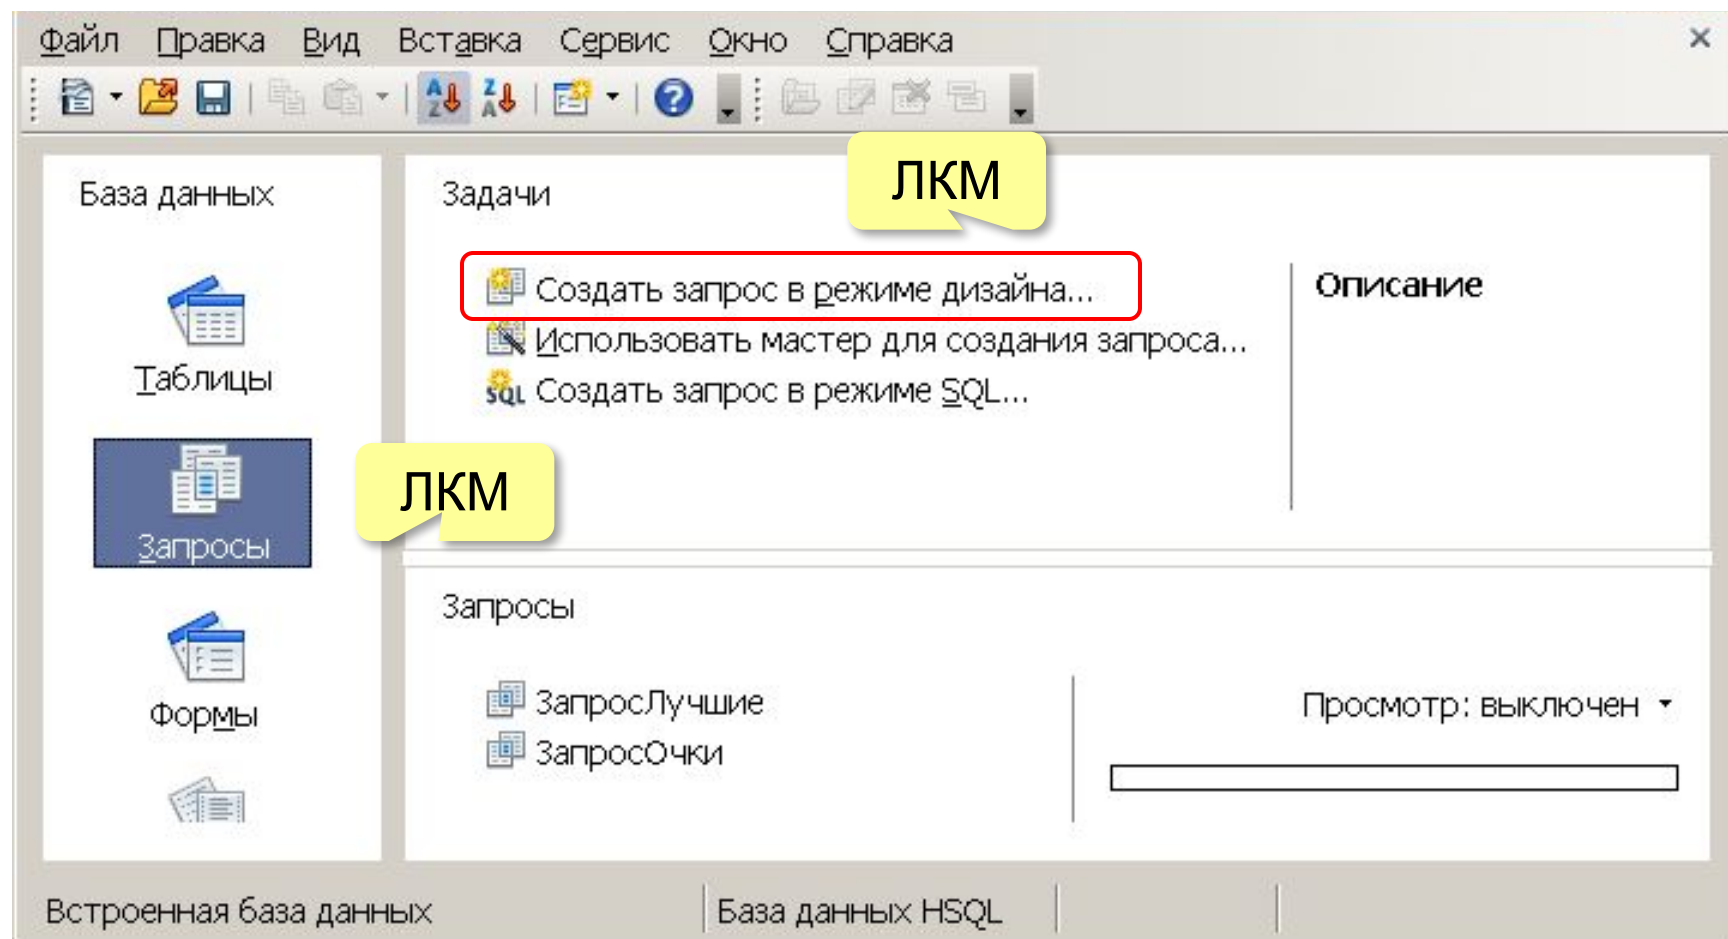 Файл Правка Вид Вставка Сервис Окно Справка
База данных
Таблицы
Запросы
Формы
Задачи
ЛКМ
Создать запрос в режиме дизайна...
Использовать мастер для создания запроса...
SQL Создать запрос в режиме SQL...
Описание
ЛКМ
Запросы
ЗапросЛучшие
ЗапросОчки
Просмотр: выключен
Встроенная база данных База данных HSQL